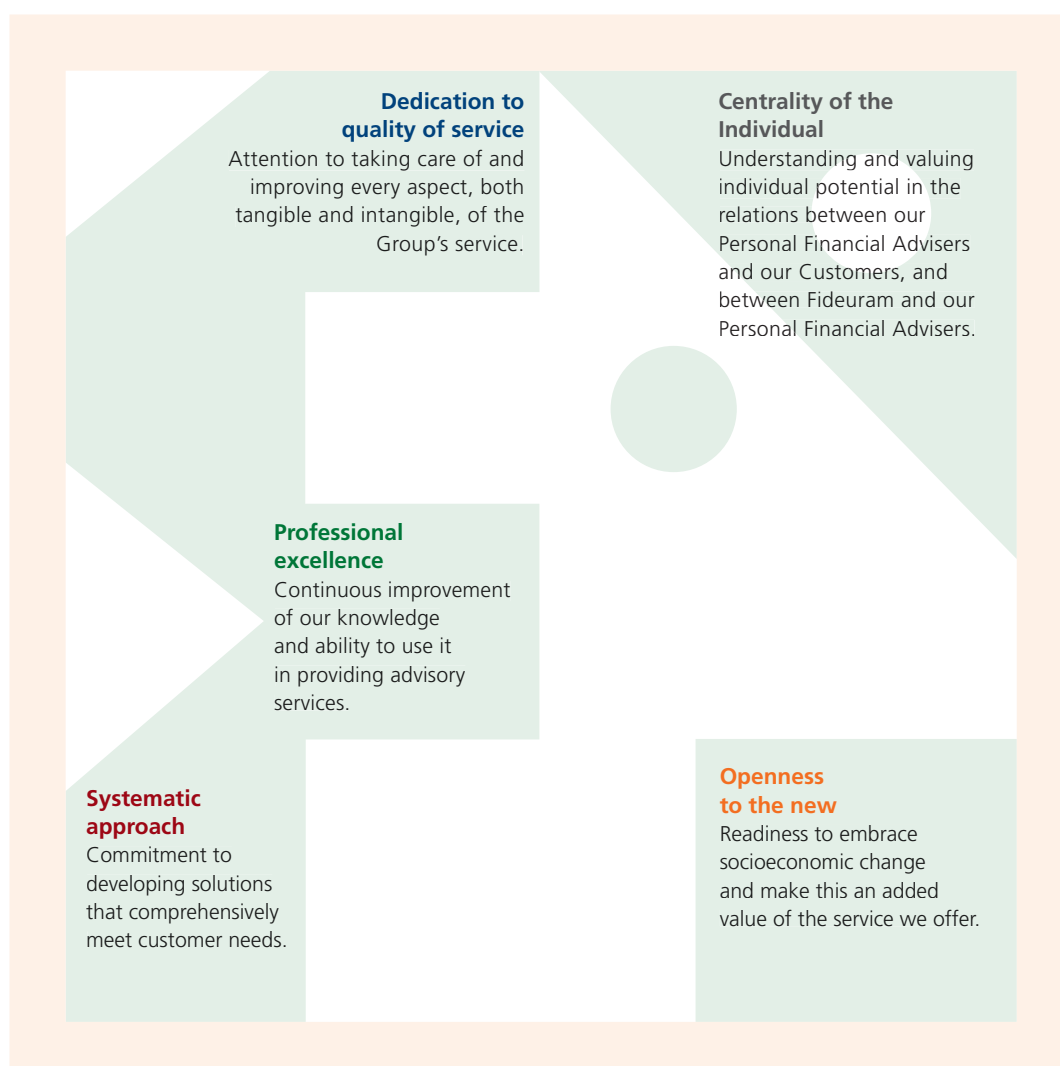 Dedication to
quality of service
Attention to taking care of and
improving every aspect, both
tangible and intangible, of the
Group’s service.
Centrality of the
Individual
Understanding and valuing
individual potential in the
relations between our
Personal Financial Advisers
and our Customers, and
between Fideuram and our
Personal Financial Advisers.
Professional
excellence
Continuous improvement
of our knowledge
and ability to use it
in providing advisory
services.
Systematic
approach
Commitment to
developing solutions
that comprehensively
meet customer needs.
Openness
to the new
Readiness to embrace
socioeconomic change
and make this an added
value of the service we offer.